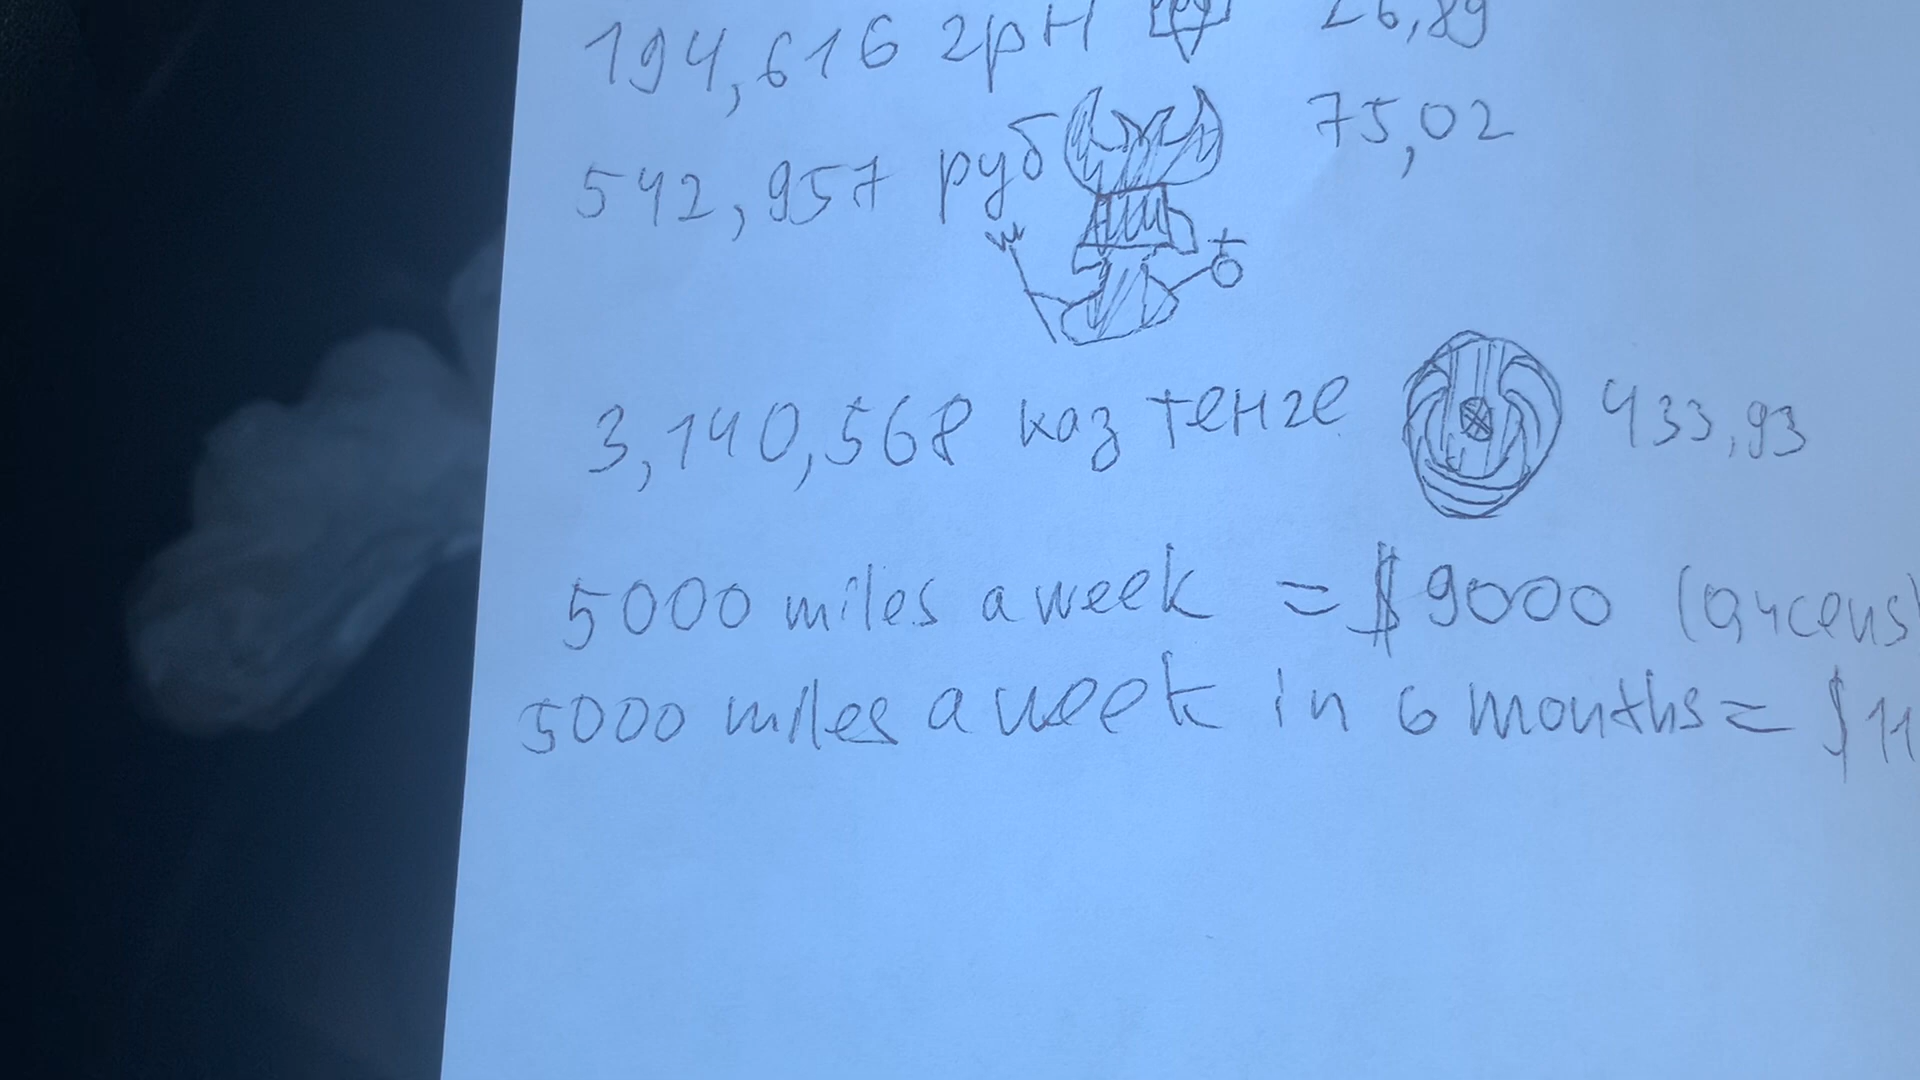 194,616 грн 26,89
542,957 руб 75,02
3,140,568 каз тенге 433,93
5000 miles a week = $9000
5000 miles a week in 6 months = $11